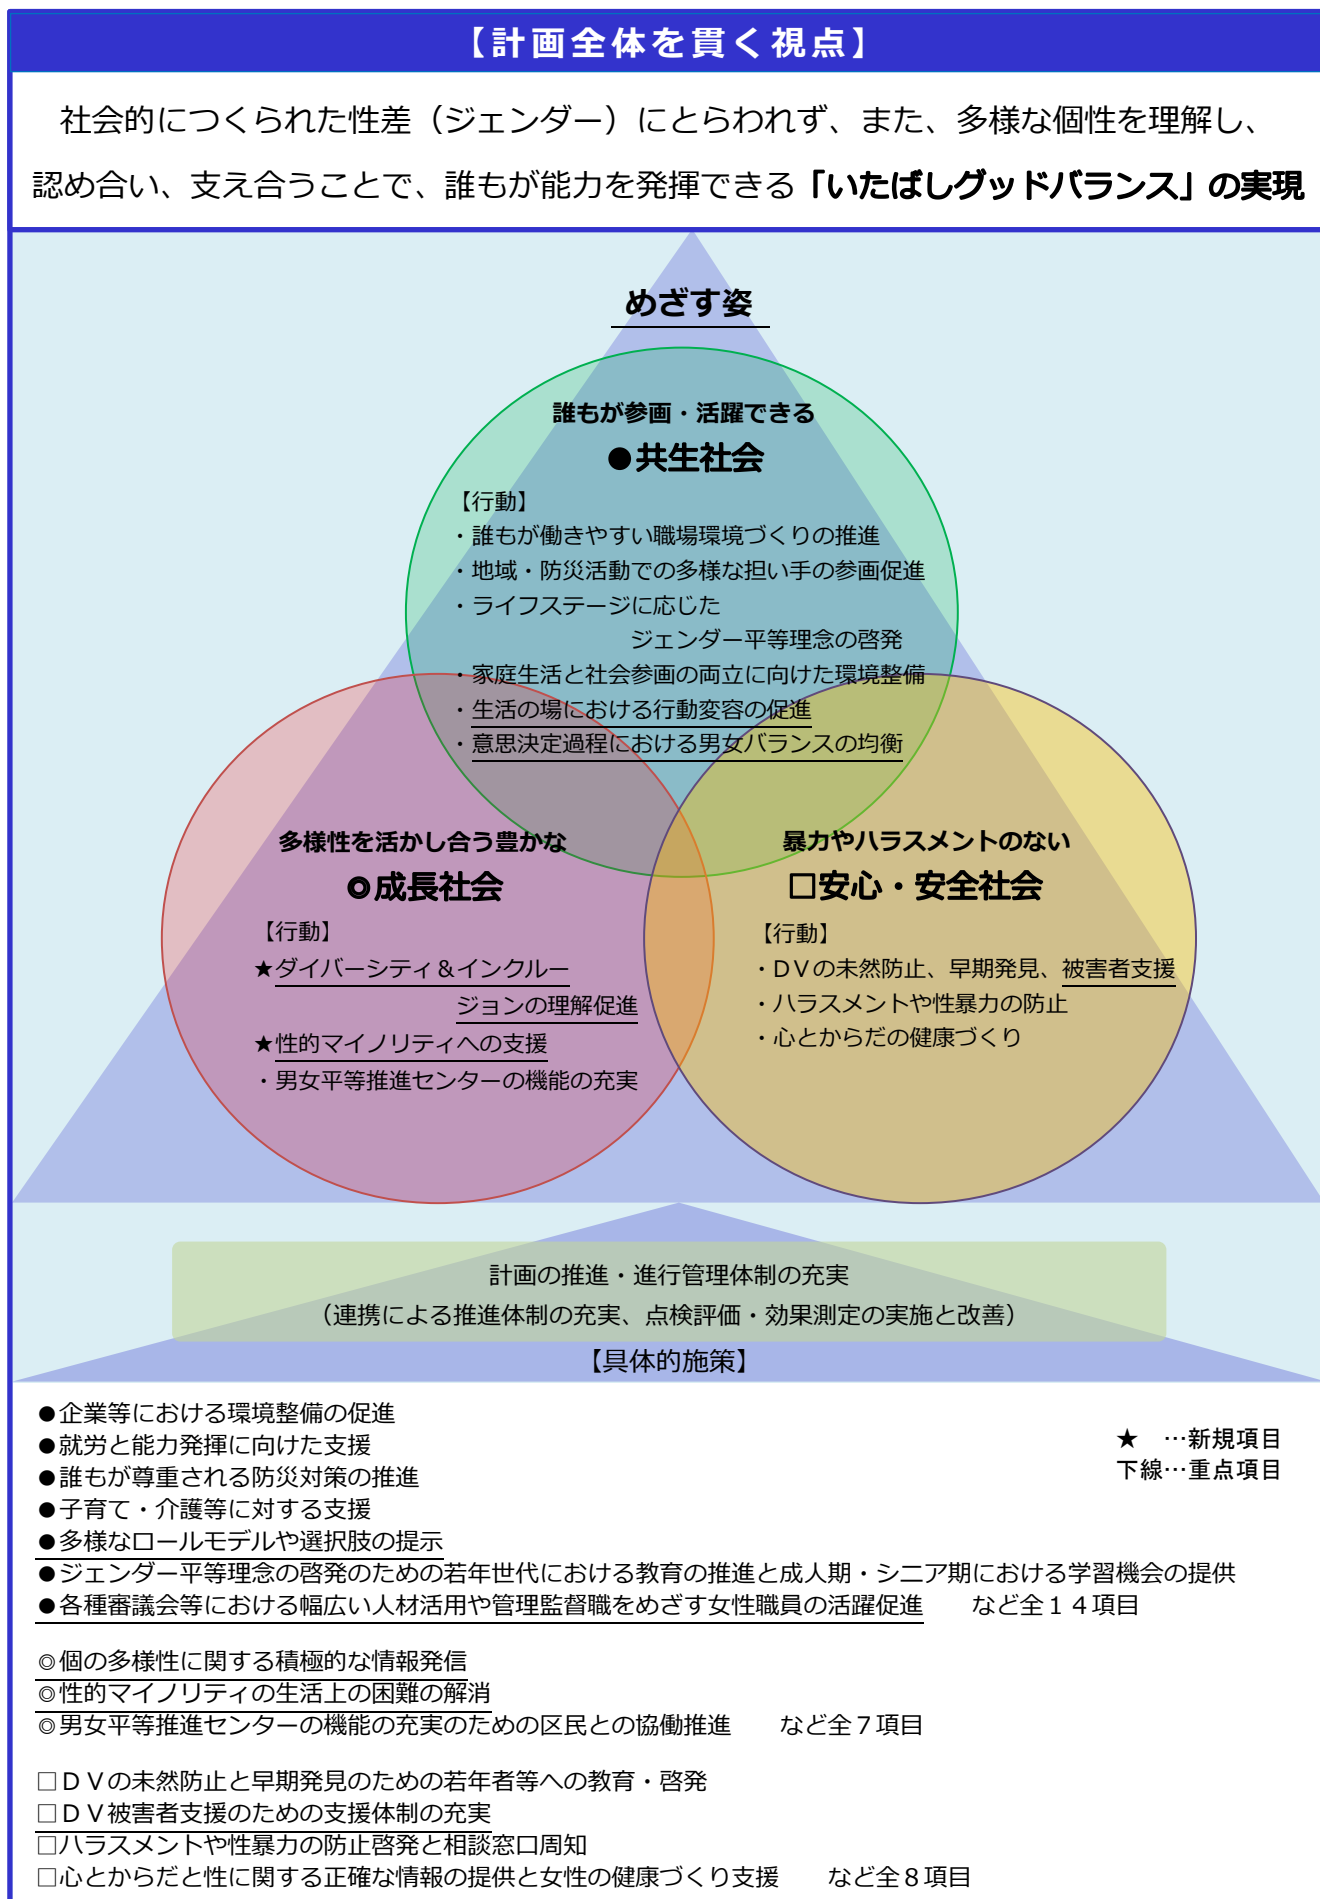 【計画全体を貫く視点】
社会的につくられた性差（ジェンダー）にとらわれず、また、多様な個性を理解し、
認め合い、支え合うことで、誰もが能力を発揮できる「いたばしグッドバランス」の実現
めざす姿
誰もが参画・活躍できる
●共生社会
【行動】
・誰もが働きやすい職場環境づくりの推進
・地域・防災活動での多様な担い手の参画促進
・ライフステージに応じた
ジェンダー平等理念の啓発
・家庭生活と社会参画の両立に向けた環境整備
・生活の場における行動変容の促進
・意思決定過程における男女バランスの均衡
多様性を活かし合う豊かな
◎成長社会
【行動】
★ダイバーシティ＆インクルー
ジョンの理解促進
★性的マイノリティへの支援
・男女平等推進センターの機能の充実
暴力やハラスメントのない
□安心・安全社会
【行動】
・ＤＶの未然防止、早期発見、被害者支援
・ハラスメントや性暴力の防止
・心とからだの健康づくり
計画の推進・進行管理体制の充実
（連携による推進体制の充実、点検評価・効果測定の実施と改善）
【具体的施策】
●企業等における環境整備の促進
●就労と能力発揮に向けた支援
●誰もが尊重される防災対策の推進
●子育て・介護等に対する支援
●多様なロールモデルや選択肢の提示
●ジェンダー平等理念の啓発のための若年世代における教育の推進と成人期・シニア期における学習機会の提供
●各種審議会等における幅広い人材活用や管理監督職をめざす女性職員の活躍促進　　など全１４項目
★　…新規項目
下線…重点項目
◎個の多様性に関する積極的な情報発信
◎性的マイノリティの生活上の困難の解消
◎男女平等推進センターの機能の充実のための区民との協働推進　　など全７項目
□ＤＶの未然防止と早期発見のための若年者等への教育・啓発
□ＤＶ被害者支援のための支援体制の充実
□ハラスメントや性暴力の防止啓発と相談窓口周知
□心とからだと性に関する正確な情報の提供と女性の健康づくり支援　　など全８項目